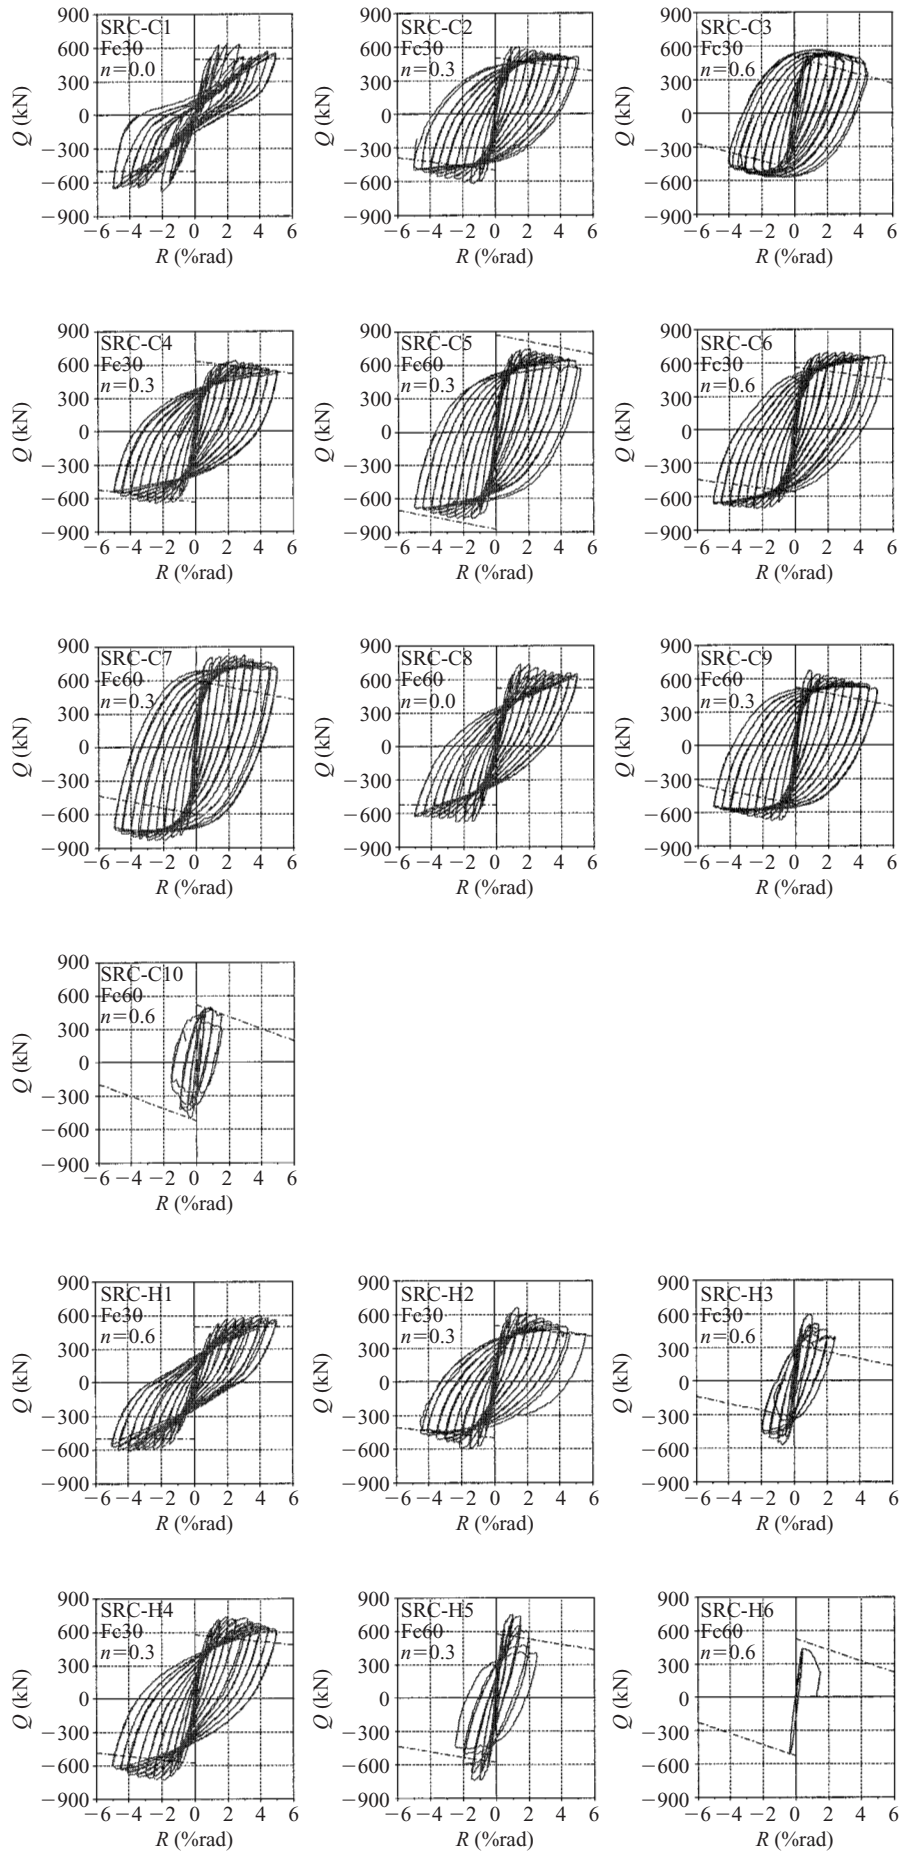 SRC-C1
Fc30
n=0.0
900
600
300
0
−300
−600
−900
Q (kN)
−6 −4 −2 0 2 4 6
R (%rad)
SRC-C2
Fc30
n=0.3
900
600
300
0
−300
−600
−900
Q (kN)
−6 −4 −2 0 2 4 6
R (%rad)
SRC-C3
Fc30
n=0.6
900
600
300
0
−300
−600
−900
Q (kN)
−6 −4 −2 0 2 4 6
R (%rad)
SRC-C4
Fc30
n=0.3
900
600
300
0
−300
−600
−900
Q (kN)
−6 −4 −2 0 2 4 6
R (%rad)
SRC-C5
Fc60
n=0.3
900
600
300
0
−300
−600
−900
Q (kN)
−6 −4 −2 0 2 4 6
R (%rad)
SRC-C6
Fc30
n=0.6
900
600
300
0
−300
−600
−900
Q (kN)
−6 −4 −2 0 2 4 6
R (%rad)
SRC-C7
Fc60
n=0.3
900
600
300
0
−300
−600
−900
Q (kN)
−6 −4 −2 0 2 4 6
R (%rad)
SRC-C8
Fc60
n=0.0
900
600
300
0
−300
−600
−900
Q (kN)
−6 −4 −2 0 2 4 6
R (%rad)
SRC-C9
Fc60
n=0.3
900
600
300
0
−300
−600
−900
Q (kN)
−6 −4 −2 0 2 4 6
R (%rad)
SRC-C10
Fc60
n=0.6
900
600
300
0
−300
−600
−900
Q (kN)
−6 −4 −2 0 2 4 6
R (%rad)
SRC-H1
Fc30
n=0.6
900
600
300
0
−300
−600
−900
Q (kN)
−6 −4 −2 0 2 4 6
R (%rad)
SRC-H2
Fc30
n=0.3
900
600
300
0
−300
−600
−900
Q (kN)
−6 −4 −2 0 2 4 6
R (%rad)
SRC-H3
Fc30
n=0.6
900
600
300
0
−300
−600
−900
Q (kN)
−6 −4 −2 0 2 4 6
R (%rad)
SRC-H4
Fc30
n=0.3
900
600
300
0
−300
−600
−900
Q (kN)
−6 −4 −2 0 2 4 6
R (%rad)
SRC-H5
Fc60
n=0.3
900
600
300
0
−300
−600
−900
Q (kN)
−6 −4 −2 0 2 4 6
R (%rad)
SRC-H6
Fc60
n=0.6
900
600
300
0
−300
−600
−900
Q (kN)
−6 −4 −2 0 2 4 6
R (%rad)